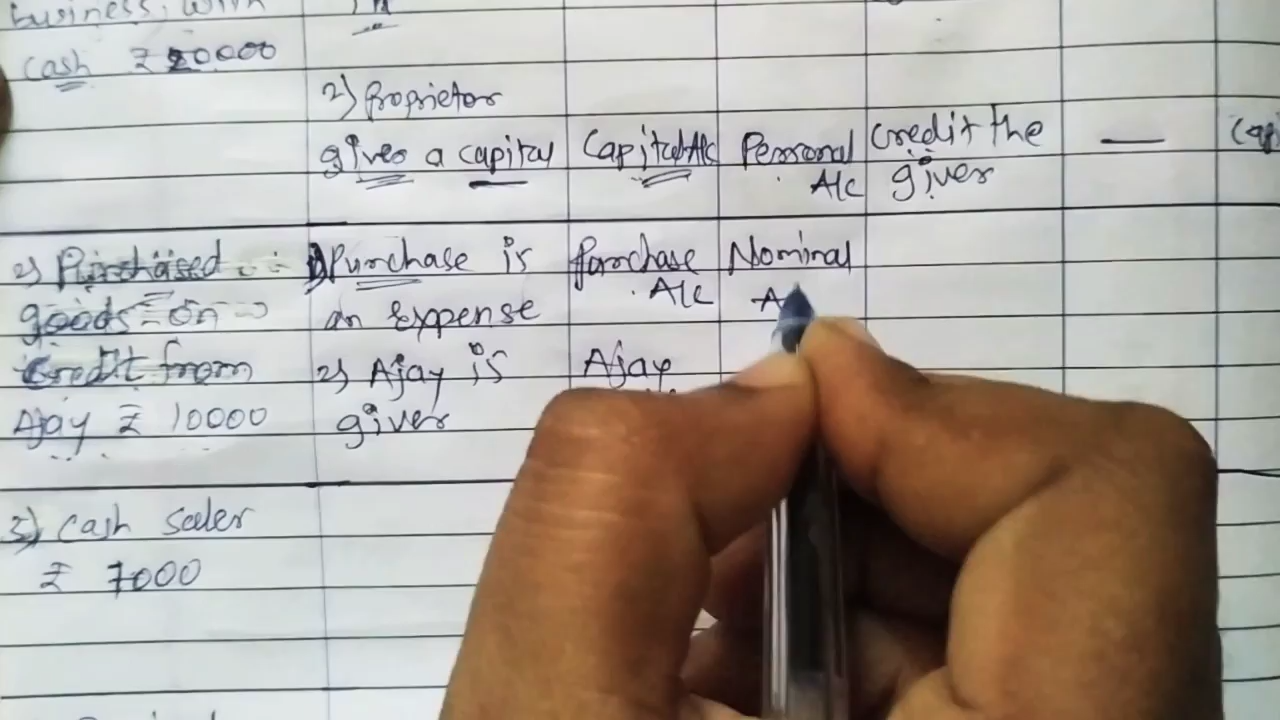 business, with
cash ₹ 20000
2) Proprietor
gives a capital
Capital A/c
Personal
A/c
credit the
giver
—
Cap
2) Purchased
goods on
credit from
Ajay ₹ 10000
1) Purchase is
an Expense
2) Ajay is
giver
Purchase
A/c
Ajay
Nominal
A
3) Cash sales
₹ 7000